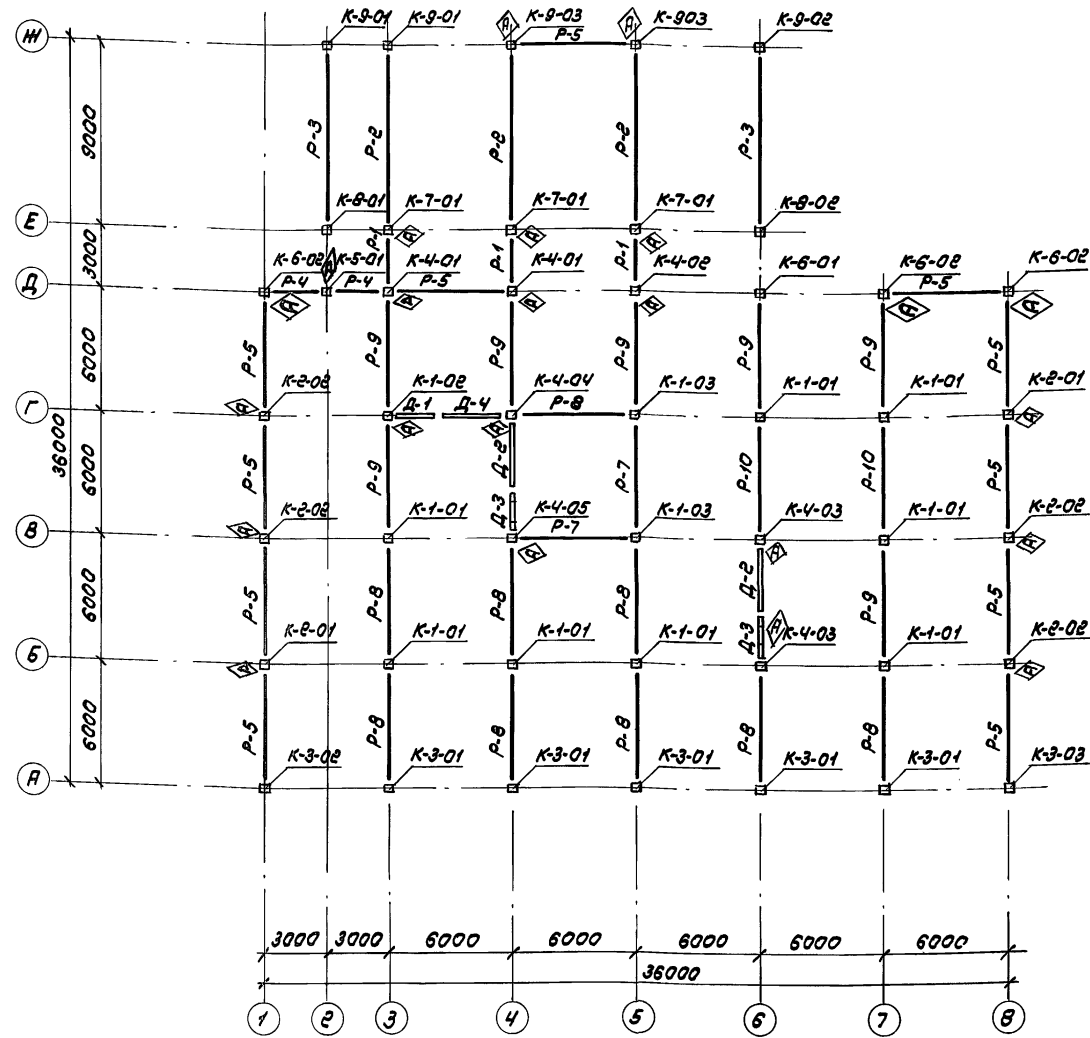 К-9-01 К-9-01 К-9-03 К-903 К-9-02
Ж А А Р-5
9000 Р-3 Р-2 Р-2 Р-2 Р-3
К-8-01 К-7-01 К-7-01 К-7-01 К-8-02
Е А А А
3000 Р-1 Р-1 Р-1
К-6-02 А К-5-01 К-4-01 К-4-01 К-4-02 К-6-01 К-6-02 К-6-02
Д Р-4 Р-4 Р-5 Р-5
А А А А А А
6000 Р-5 Р-9 Р-9 Р-9 Р-9 Р-9 Р-5
К-2-02 К-1-02 К-4-04 К-1-03 К-1-01 К-1-01 К-2-01
Г А Д-1 Д-4 Р-8 А
А А
36000 6000 Р-5 Р-9 Д-2 Р-7 Р-10 Р-10 Р-5
Д-3
К-2-02 К-1-01 К-4-05 К-1-03 К-4-03 К-1-01 К-2-02
В А Р-7 А
А А
6000 Р-5 Р-8 Р-8 Р-8 Д-2 Р-9 Р-5
Д-3 А
К-2-01 К-1-01 К-1-01 К-1-01 К-4-03 К-1-01 К-2-02
Б А А
6000 Р-5 Р-8 Р-8 Р-8 Р-8 Р-8 Р-5
К-3-02 К-3-01 К-3-01 К-3-01 К-3-01 К-3-01 К-3-03
А
3000 3000 6000 6000 6000 6000 6000
36000
1 2 3 4 5 6 7 8